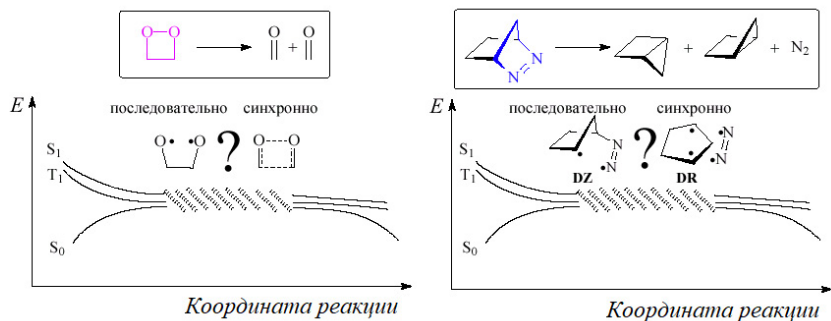 O O
O + O
E
последовательно синхронно
O O ? O O
S1
T1
S0
Координата реакции
N N
+ + N2
E
последовательно синхронно
N N ? N N
DZ DR
S1
T1
S0
Координата реакции